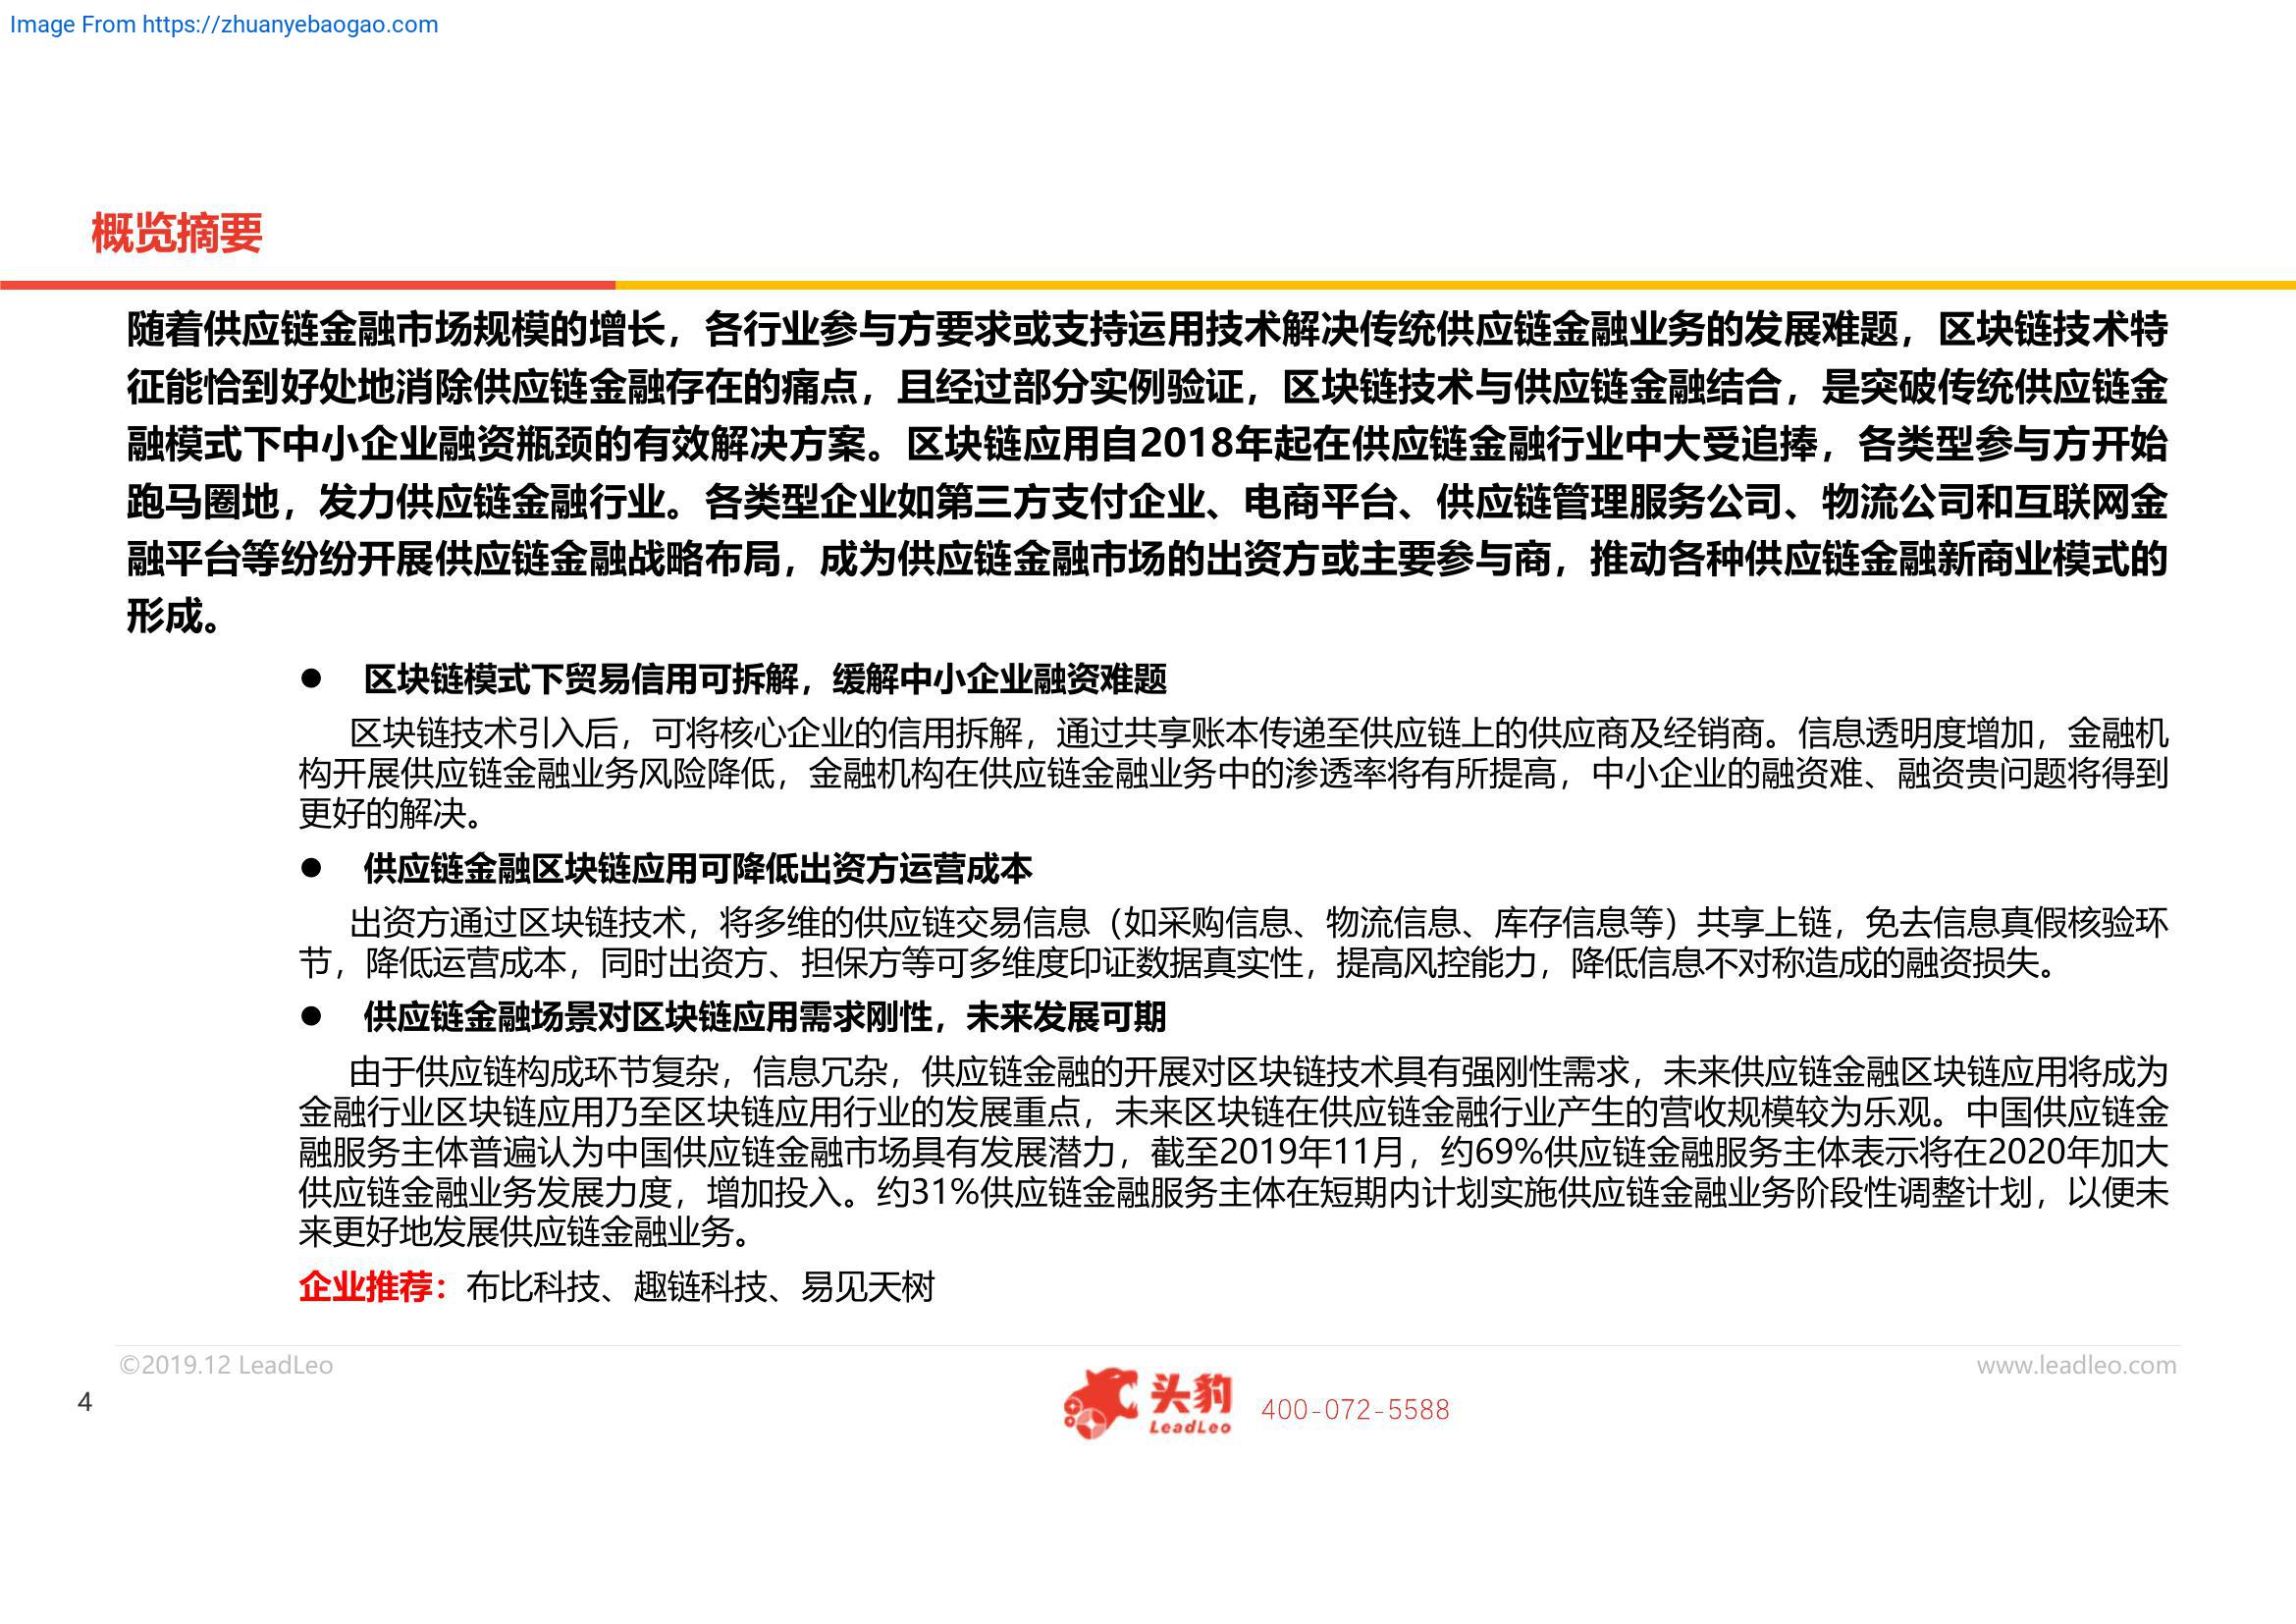 Image From https://zhuanyebaogao.com
概览摘要
随着供应链金融市场规模的增长，各行业参与方要求或支持运用技术解决传统供应链金融业务的发展难题，区块链技术特
征能恰到好处地消除供应链金融存在的痛点，且经过部分实例验证，区块链技术与供应链金融结合，是突破传统供应链金
融模式下中小企业融资瓶颈的有效解决方案。区块链应用自2018年起在供应链金融行业中大受追捧，各类型参与方开始
跑马圈地，发力供应链金融行业。各类型企业如第三方支付企业、电商平台、供应链管理服务公司、物流公司和互联网金
融平台等纷纷开展供应链金融战略布局，成为供应链金融市场的出资方或主要参与商，推动各种供应链金融新商业模式的
形成。
● 区块链模式下贸易信用可拆解，缓解中小企业融资难题
区块链技术引入后，可将核心企业的信用拆解，通过共享账本传递至供应链上的供应商及经销商。信息透明度增加，金融机
构开展供应链金融业务风险降低，金融机构在供应链金融业务中的渗透率将有所提高，中小企业的融资难、融资贵问题将得到
更好的解决。
● 供应链金融区块链应用可降低出资方运营成本
出资方通过区块链技术，将多维的供应链交易信息（如采购信息、物流信息、库存信息等）共享上链，免去信息真假核验环
节，降低运营成本，同时出资方、担保方等可多维度印证数据真实性，提高风控能力，降低信息不对称造成的融资损失。
● 供应链金融场景对区块链应用需求刚性，未来发展可期
由于供应链构成环节复杂，信息冗杂，供应链金融的开展对区块链技术具有强刚性需求，未来供应链金融区块链应用将成为
金融行业区块链应用乃至区块链应用行业的发展重点，未来区块链在供应链金融行业产生的营收规模较为乐观。中国供应链金
融服务主体普遍认为中国供应链金融市场具有发展潜力，截至2019年11月，约69%供应链金融服务主体表示将在2020年加大
供应链金融业务发展力度，增加投入。约31%供应链金融服务主体在短期内计划实施供应链金融业务阶段性调整计划，以便未
来更好地发展供应链金融业务。
企业推荐：布比科技、趣链科技、易见天树
©2019.12 LeadLeo
www.leadleo.com
4
头豹
LeadLeo
400-072-5588